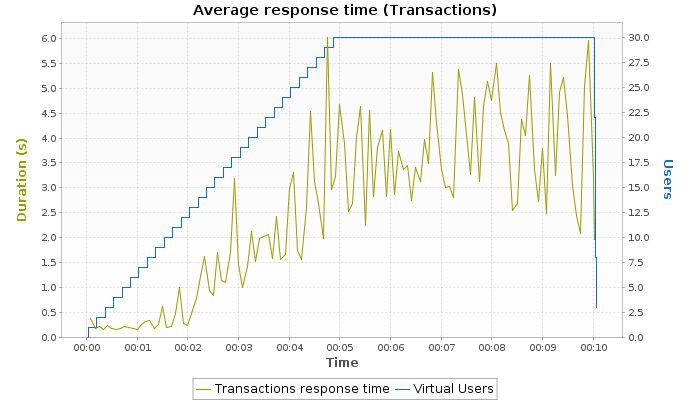 Average response time (Transactions)
6.0 30.0
5.5 27.5
5.0 25.0
4.5 22.5
4.0 20.0
3.5 17.5
3.0 15.0
2.5 12.5
2.0 10.0
1.5 7.5
1.0 5.0
0.5 2.5
0.0 0.0
Duration (s)
Users
00:00 00:01 00:02 00:03 00:04 00:05 00:06 00:07 00:08 00:09 00:10
Time
Transactions response time Virtual Users